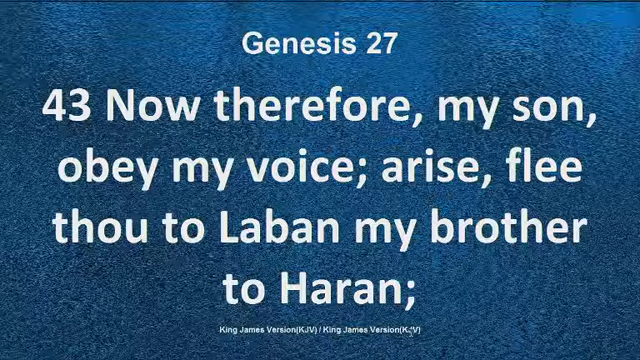 Genesis 27
43 Now therefore, my son,
obey my voice; arise, flee
thou to Laban my brother
to Haran;
King James Version(KJV) / King James Version(KJV)